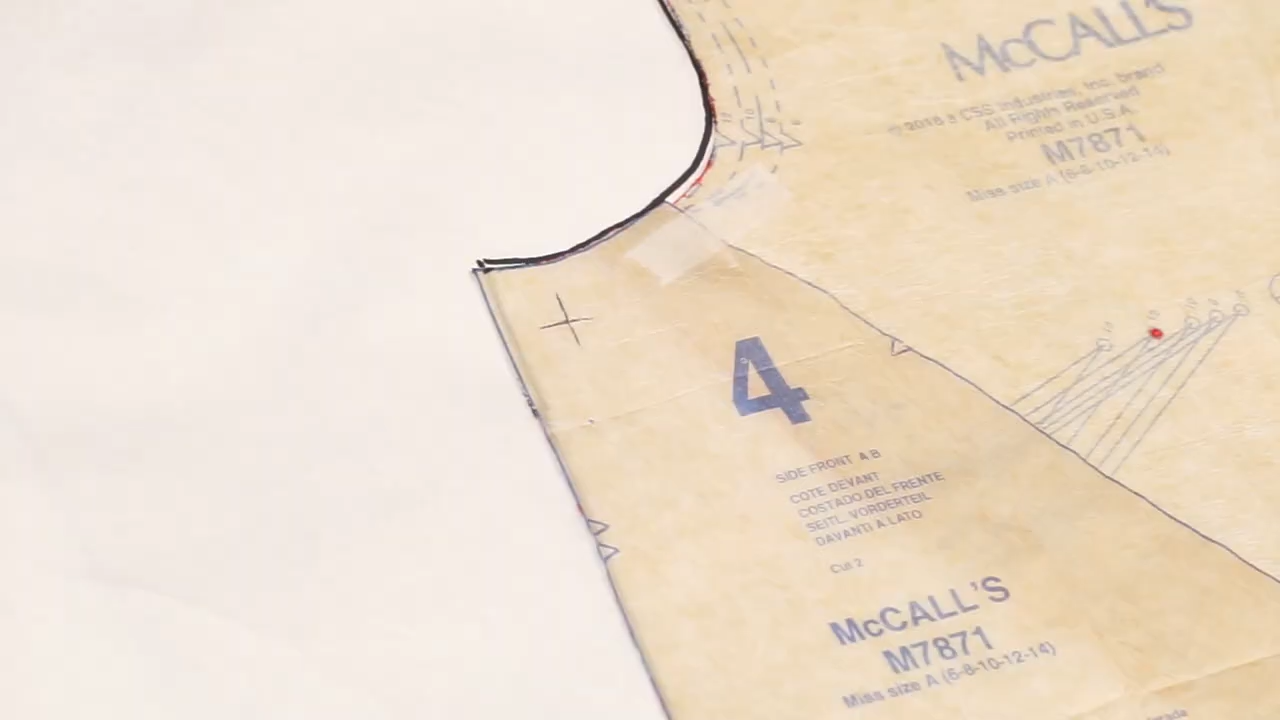 McCALL'S
© 2018 a CSS Industries, Inc. brand
All Rights Reserved
Printed in U.S.A.
M7871
Miss size A (6-8-10-12-14)
4
SIDE FRONT A B
COTE DEVANT
COSTADO DEL FRENTE
SEITL. VORDERTEIL
DAVANTI A LATO
Cut 2
McCALL'S
M7871
Miss size A (6-8-10-12-14)